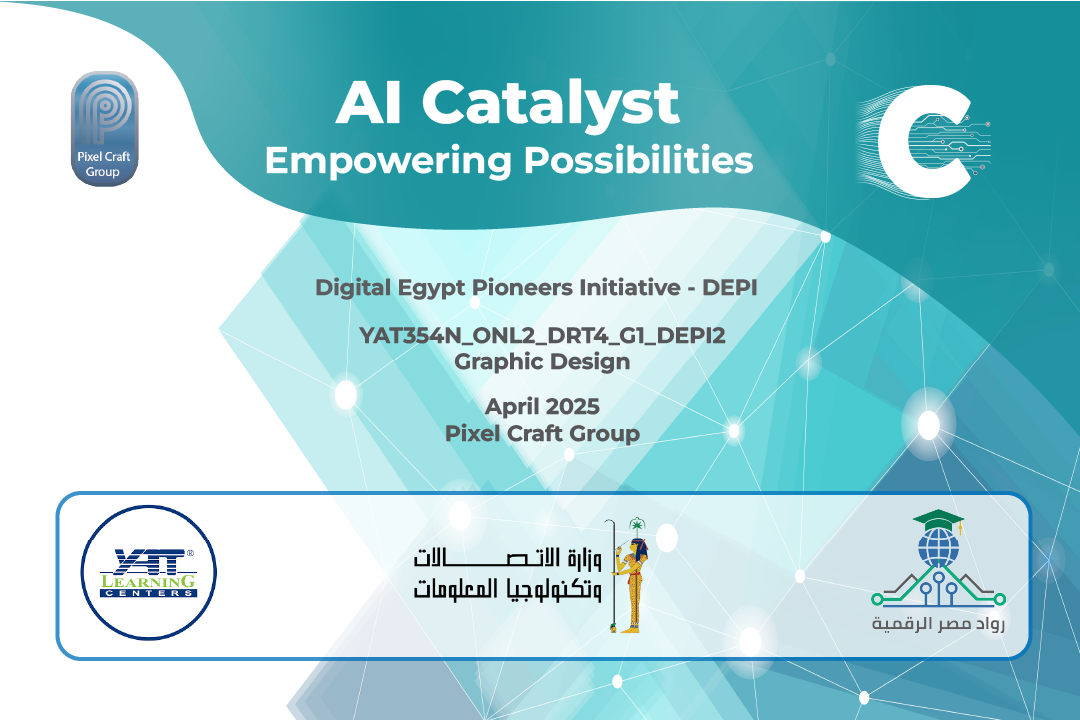 AI Catalyst
Empowering Possibilities
Pixel Craft
Group
Digital Egypt Pioneers Initiative - DEPI
YAT354N_ONL2_DRT4_G1_DEPI2
Graphic Design
April 2025
Pixel Craft Group
YAT ®
LEARNING
CENTERS
وزارة الاتصـــالات
وتكنولوجيا المعلومات
رواد مصر الرقمية